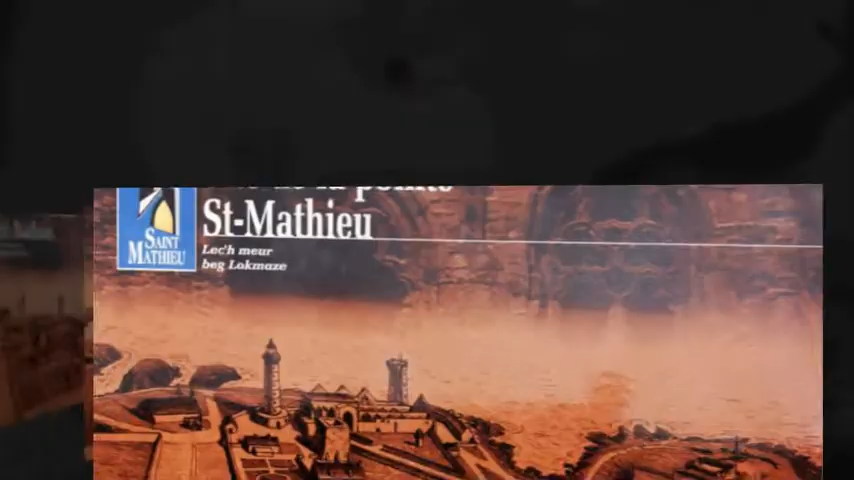 St-Mathieu
SAINT
MATHIEU
Lec'h meur
beg Lokmaze